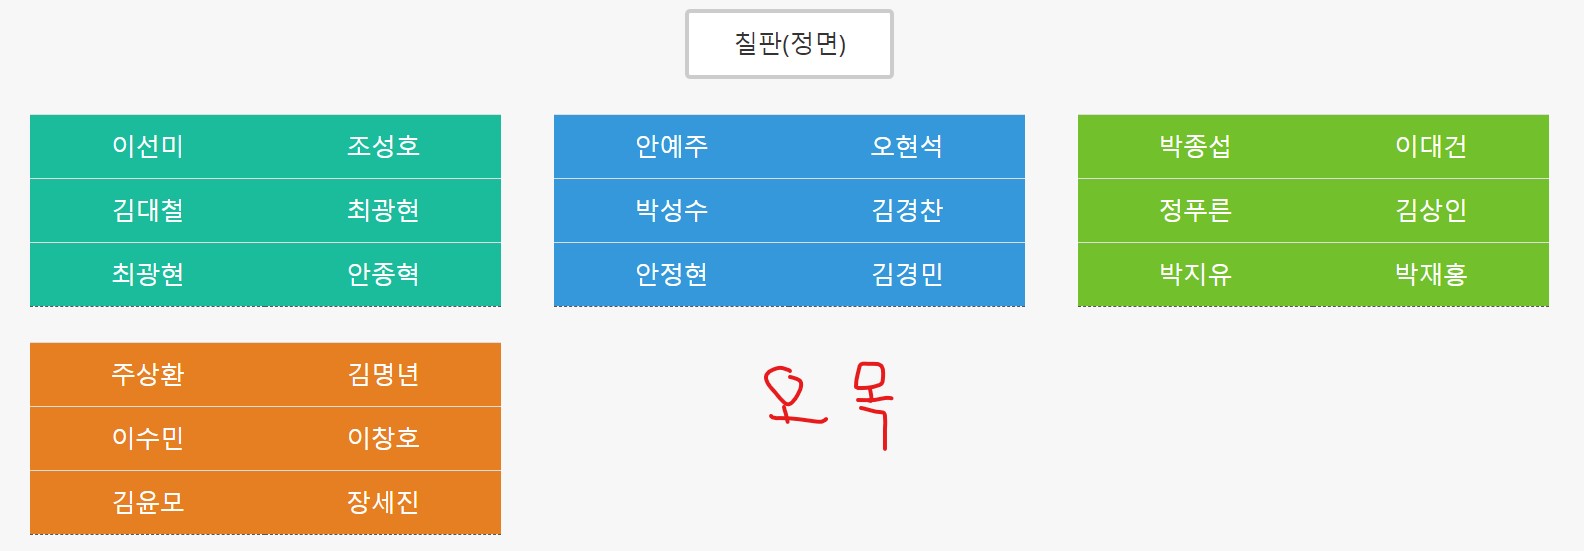 칠판(정면)
이선미 조성호
김대철 최광현
최광현 안종혁
안예주 오현석
박성수 김경찬
안정현 김경민
박종섭 이대건
정푸른 김상인
박지유 박재홍
주상환 김명년
이수민 이창호
김윤모 장세진
오목